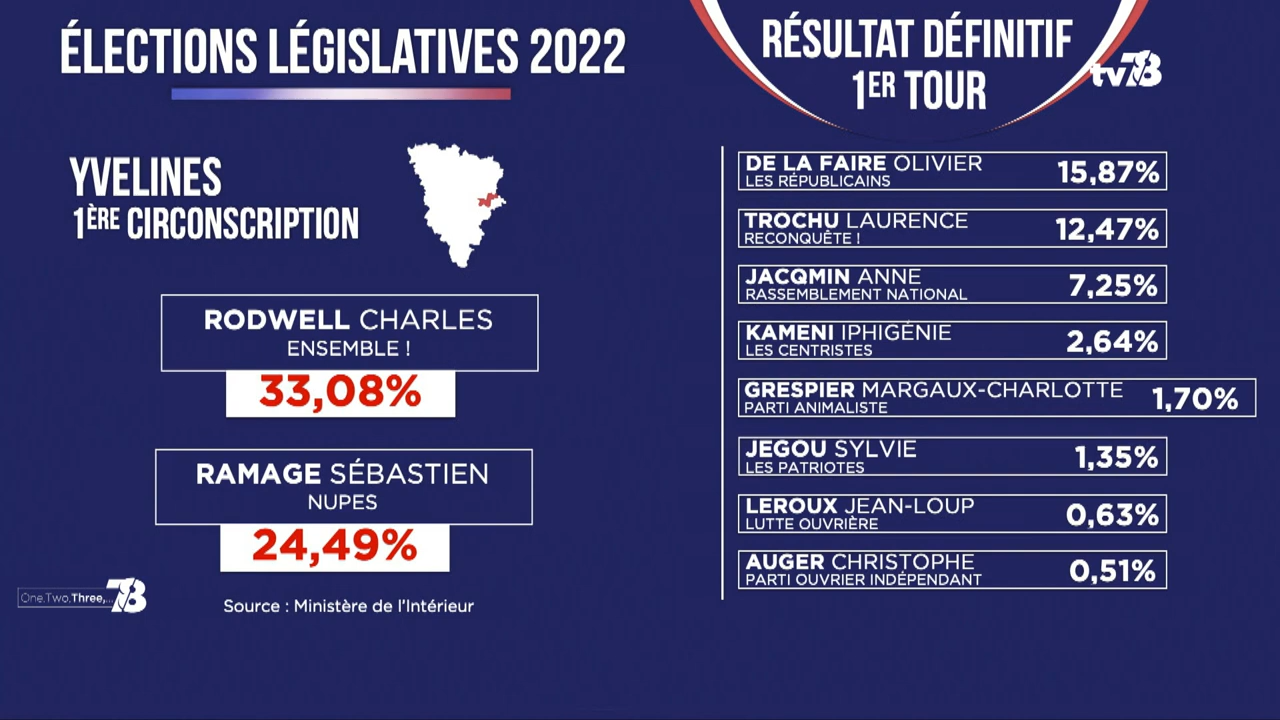 ÉLECTIONS LÉGISLATIVES 2022
YVELINES
1ÈRE CIRCONSCRIPTION
RODWELL CHARLES
ENSEMBLE !
33,08%
RAMAGE SÉBASTIEN
NUPES
24,49%
One.Two.Three,... 78
Source : Ministère de l'Intérieur
RÉSULTAT DÉFINITIF
1ER TOUR
tv78
DE LA FAIRE OLIVIER 15,87%
LES RÉPUBLICAINS
TROCHU LAURENCE 12,47%
RECONQUÊTE !
JACQMIN ANNE 7,25%
RASSEMBLEMENT NATIONAL
KAMENI IPHIGÉNIE 2,64%
LES CENTRISTES
GRESPIER MARGAUX-CHARLOTTE 1,70%
PARTI ANIMALISTE
JEGOU SYLVIE 1,35%
LES PATRIOTES
LEROUX JEAN-LOUP 0,63%
LUTTE OUVRIÈRE
AUGER CHRISTOPHE 0,51%
PARTI OUVRIER INDÉPENDANT